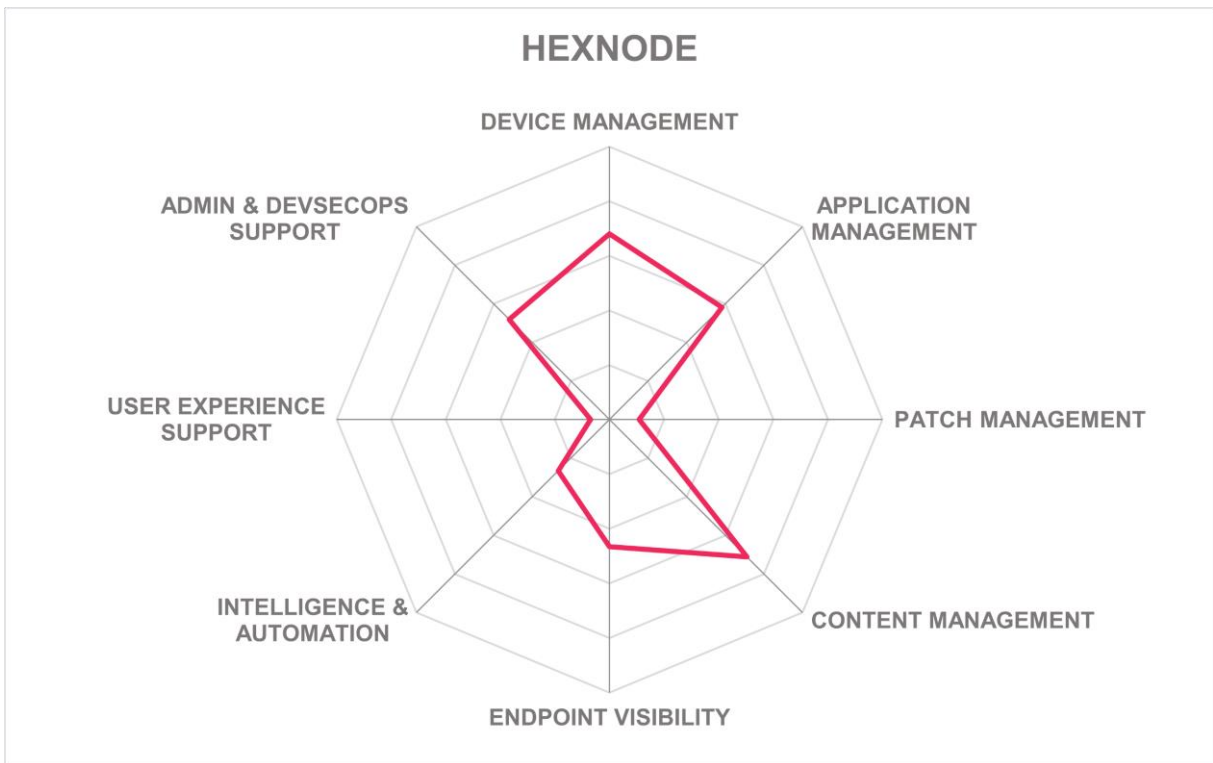 HEXNODE
DEVICE MANAGEMENT
APPLICATION
MANAGEMENT
PATCH MANAGEMENT
CONTENT MANAGEMENT
ENDPOINT VISIBILITY
INTELLIGENCE &
AUTOMATION
USER EXPERIENCE
SUPPORT
ADMIN & DEVSECOPS
SUPPORT